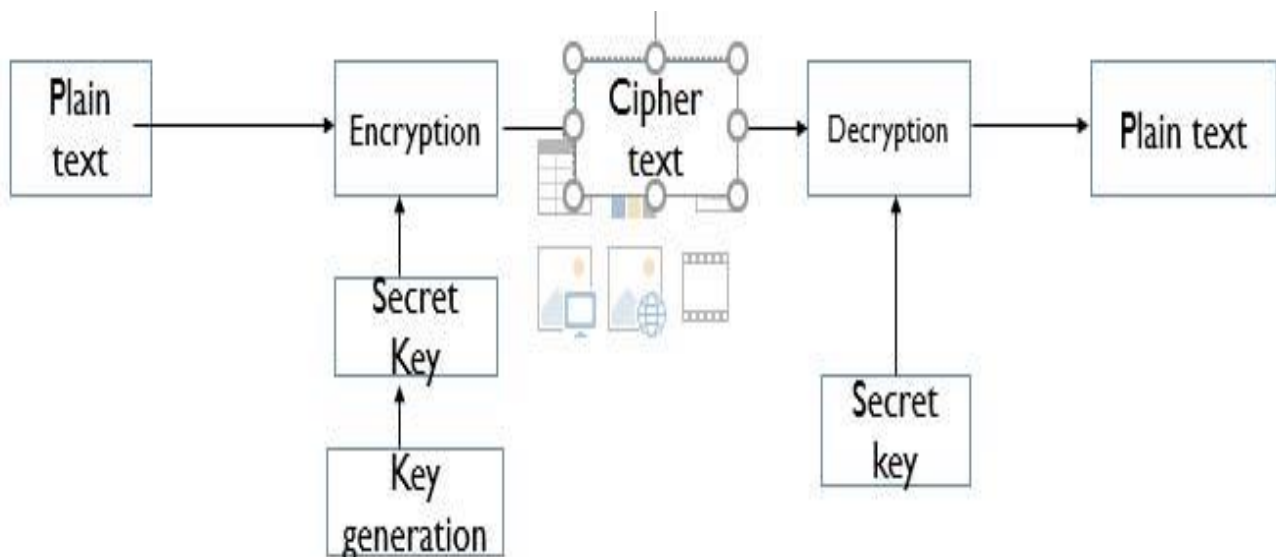 Plain
text
Encryption
Cipher
text
Decryption
Plain text
Secret
Key
Key
generation
Secret
key